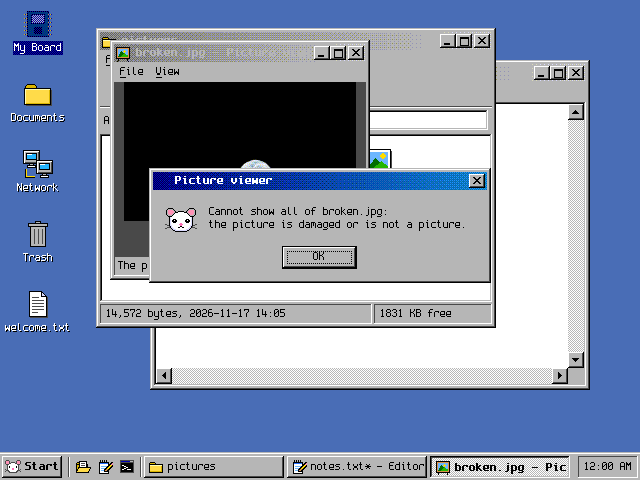 My Board
Documents
Network
Trash
welcome.txt
pictures
broken.jpg - Picture vie
File View
The p
Picture viewer
Cannot show all of broken.jpg:
the picture is damaged or is not a picture.
OK
14,572 bytes, 2026-11-17 14:05
1831 KB free
Start
pictures
notes.txt* - Editor
broken.jpg - Pic
12:00 AM